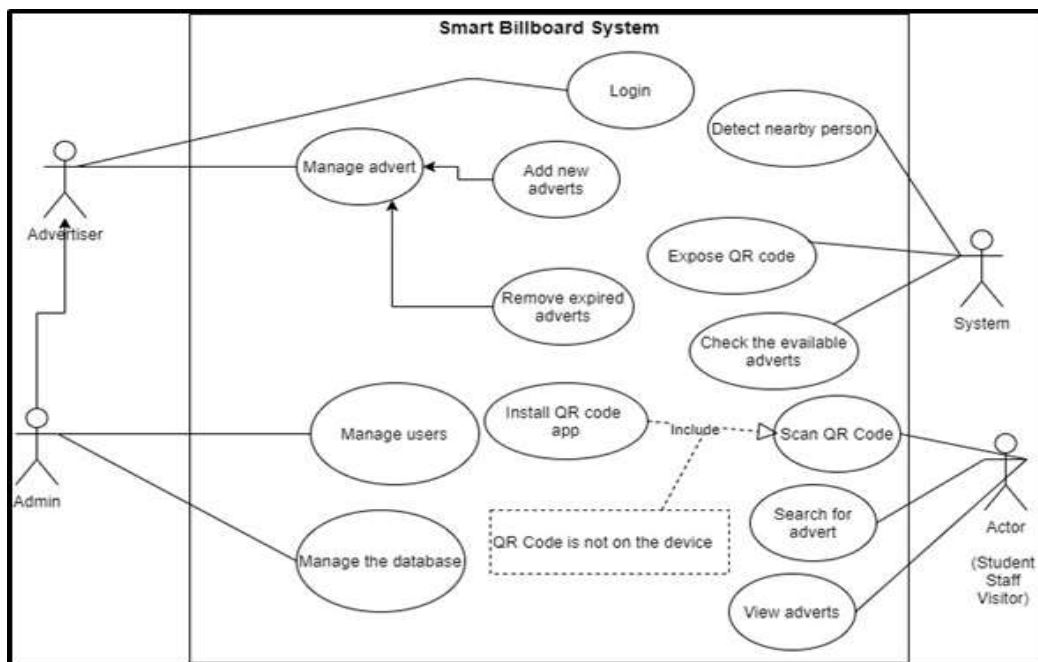 Smart Billboard System
Login
Detect nearby person
Manage advert
Add new
adverts
Advertiser
Expose QR code
Remove expired
adverts
System
Check the evailable
adverts
Install QR code
app
Include
Scan QR Code
Manage users
Admin
Search for
advert
Actor
QR Code is not on the device
(Student
Staff
Visitor)
Manage the database
View adverts